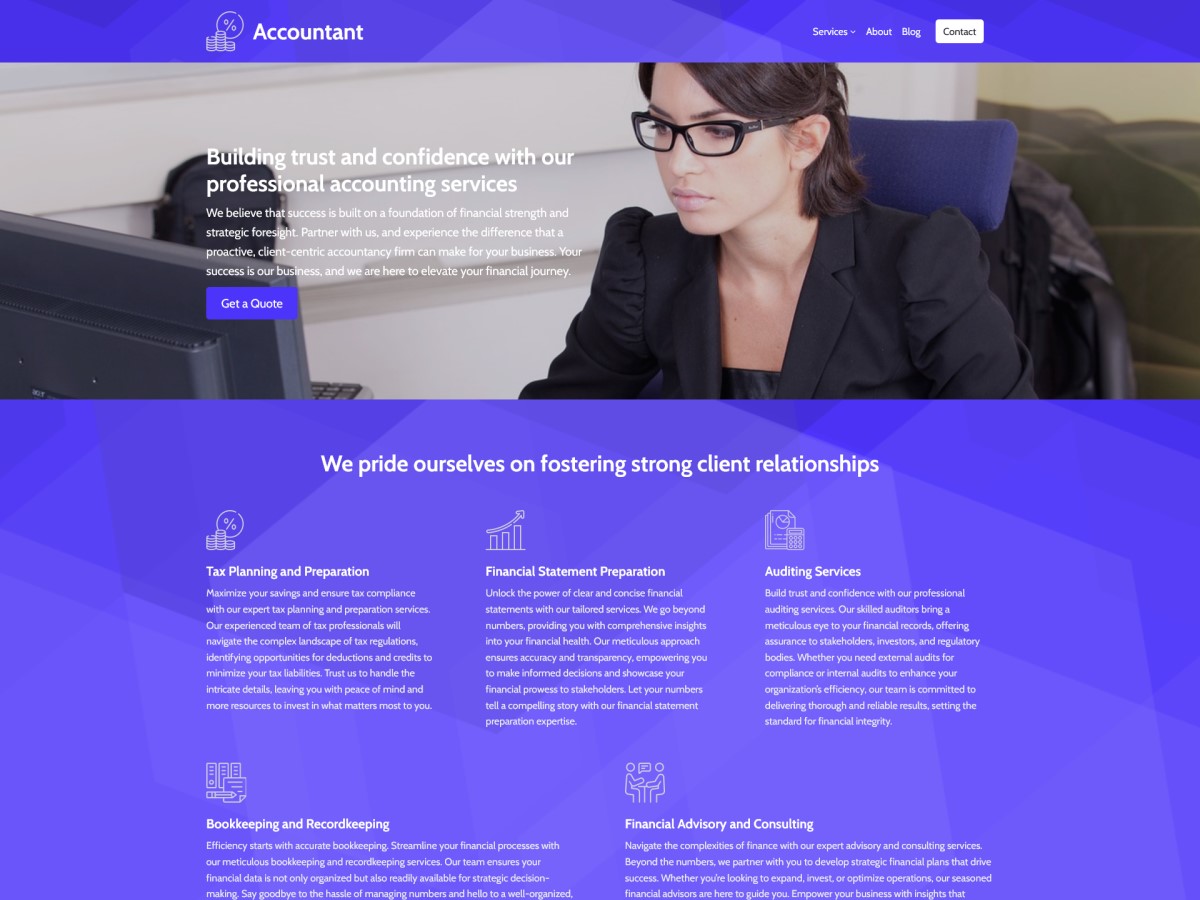 Accountant
Services
About
Blog
Contact
Building trust and confidence with our
professional accounting services
We believe that success is built on a foundation of financial strength and
strategic foresight. Partner with us, and experience the difference that a
proactive, client-centric accountancy firm can make for your business. Your
success is our business, and we are here to elevate your financial journey.
Get a Quote
acer
We pride ourselves on fostering strong client relationships
%
Tax Planning and Preparation
Maximize your savings and ensure tax compliance
with our expert tax planning and preparation services.
Our experienced team of tax professionals will
navigate the complex landscape of tax regulations,
identifying opportunities for deductions and credits to
minimize your tax liabilities. Trust us to handle the
intricate details, leaving you with peace of mind and
more resources to invest in what matters most to you.
Financial Statement Preparation
Unlock the power of clear and concise financial
statements with our tailored services. We go beyond
numbers, providing you with comprehensive insights
into your financial health. Our meticulous approach
ensures accuracy and transparency, empowering you
to make informed decisions and showcase your
financial prowess to stakeholders. Let your numbers
tell a compelling story with our financial statement
preparation expertise.
Auditing Services
Build trust and confidence with our professional
auditing services. Our skilled auditors bring a
meticulous eye to your financial records, offering
assurance to stakeholders, investors, and regulatory
bodies. Whether you need external audits for
compliance or internal audits to enhance your
organization's efficiency, our team is committed to
delivering thorough and reliable results, setting the
standard for financial integrity.
Bookkeeping and Recordkeeping
Efficiency starts with accurate bookkeeping. Streamline your financial processes with
our meticulous bookkeeping and recordkeeping services. Our team ensures your
financial data is not only organized but also readily available for strategic decision-
making. Say goodbye to the hassle of managing numbers and hello to a well-organized,
Financial Advisory and Consulting
Navigate the complexities of finance with our expert advisory and consulting services.
Beyond the numbers, we partner with you to develop strategic financial plans that drive
success. Whether you're looking to expand, invest, or optimize operations, our seasoned
financial advisors are here to guide you. Empower your business with insights that